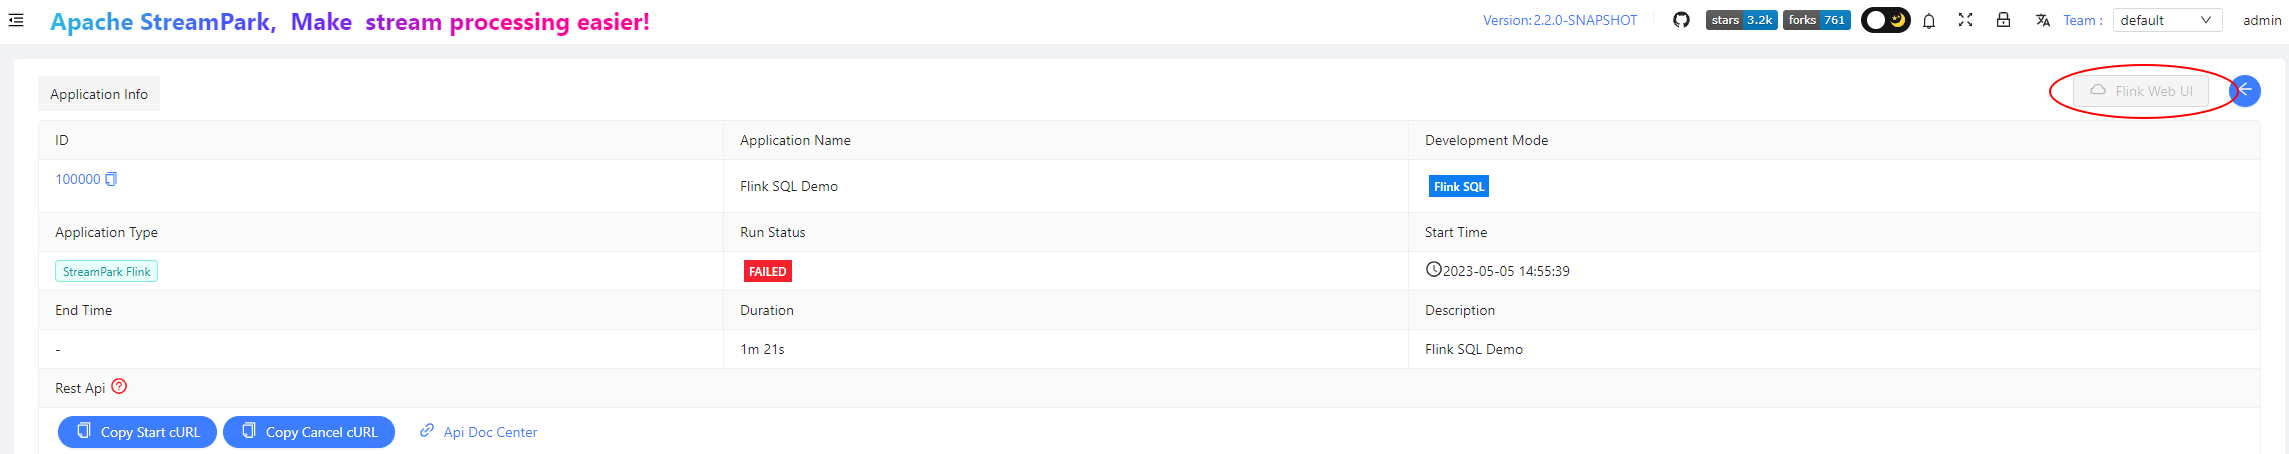 Apache StreamPark, Make stream processing easier!
Version: 2.2.0-SNAPSHOT stars 3.2k forks 761 Team : default admin
Application Info Flink Web UI
ID Application Name Development Mode
100000 Flink SQL Demo Flink SQL
Application Type Run Status Start Time
StreamPark Flink FAILED 2023-05-05 14:55:39
End Time Duration Description
- 1m 21s Flink SQL Demo
Rest Api
Copy Start cURL Copy Cancel cURL Api Doc Center